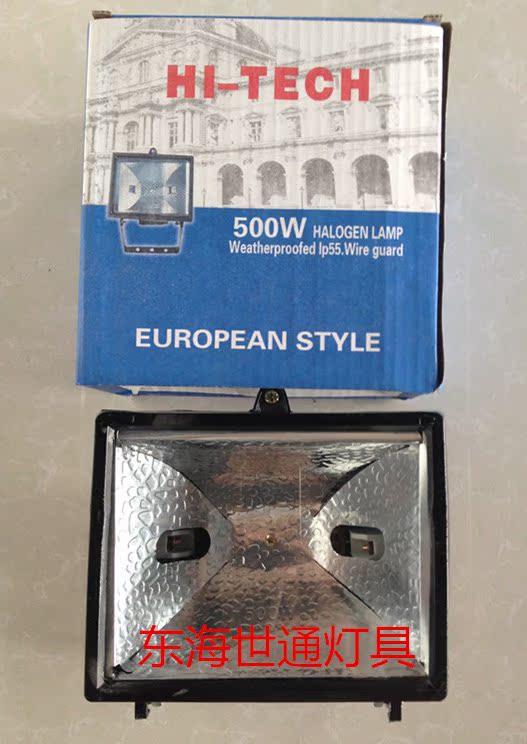 HI-TECH
500W HALOGEN LAMP
Weatherproofed Ip55.Wire guard
EUROPEAN STYLE
东海世通灯具